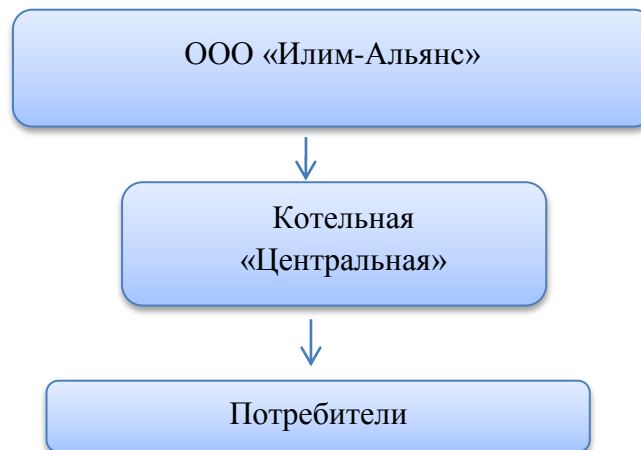 ООО «Илим-Альянс»
Котельная
«Центральная»
Потребители